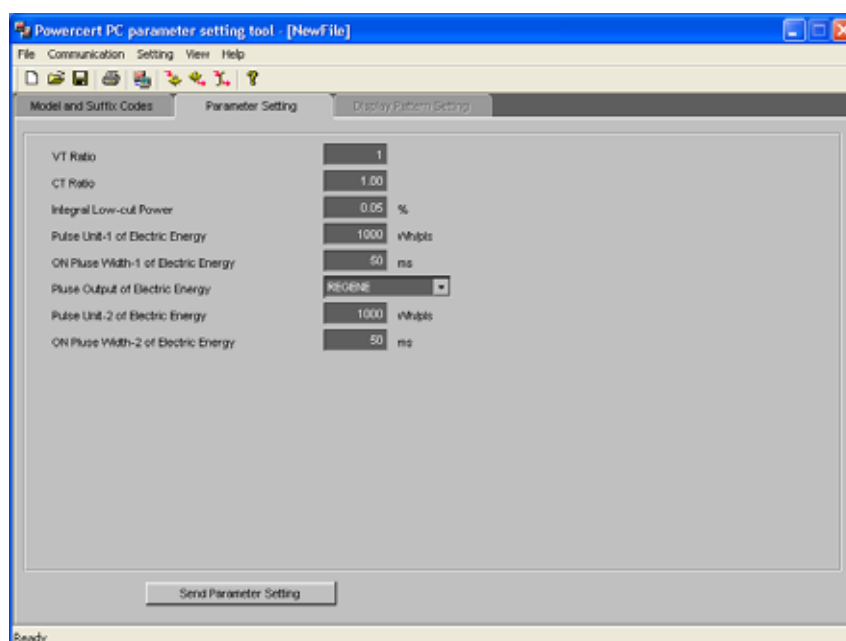 Powercert PC parameter setting tool - [NewFile]
File Communication Setting View Help
Model and Suffix Codes Parameter Setting Display Pattern Setting
VT Ratio 1
CT Ratio 1.00
Integral Low-cut Power 0.05 %
Pulse Unit-1 of Electric Energy 1000 Wh/pls
ON Pluse Width-1 of Electric Energy 50 ms
Pluse Output of Electric Energy REGENE
Pulse Unit-2 of Electric Energy 1000 Wh/pls
ON Pluse Width-2 of Electric Energy 50 ms
Send Parameter Setting
Ready